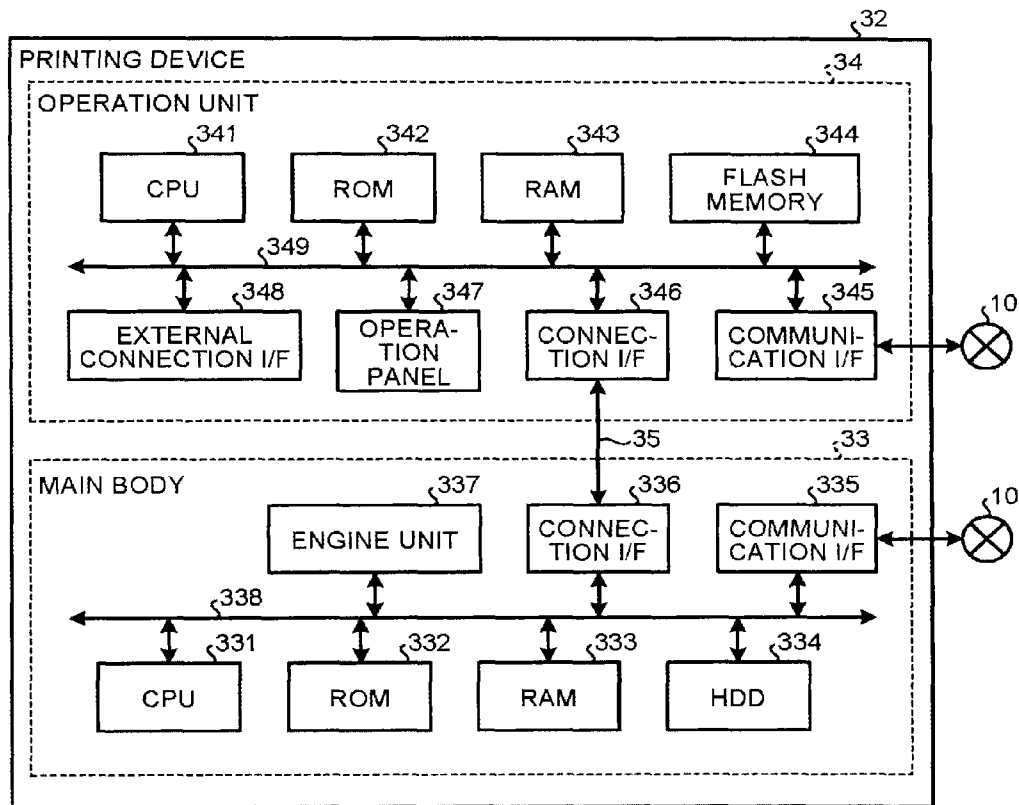 32
PRINTING DEVICE
34
OPERATION UNIT
341
342
343
344
CPU
ROM
RAM
FLASH
MEMORY
349
348
347
346
345
10
EXTERNAL
CONNECTION I/F
OPERA-
TION
PANEL
CONNEC-
TION I/F
COMMUNI-
CATION I/F
35
33
MAIN BODY
337
336
335
10
ENGINE UNIT
CONNEC-
TION I/F
COMMUNI-
CATION I/F
338
331
332
333
334
CPU
ROM
RAM
HDD